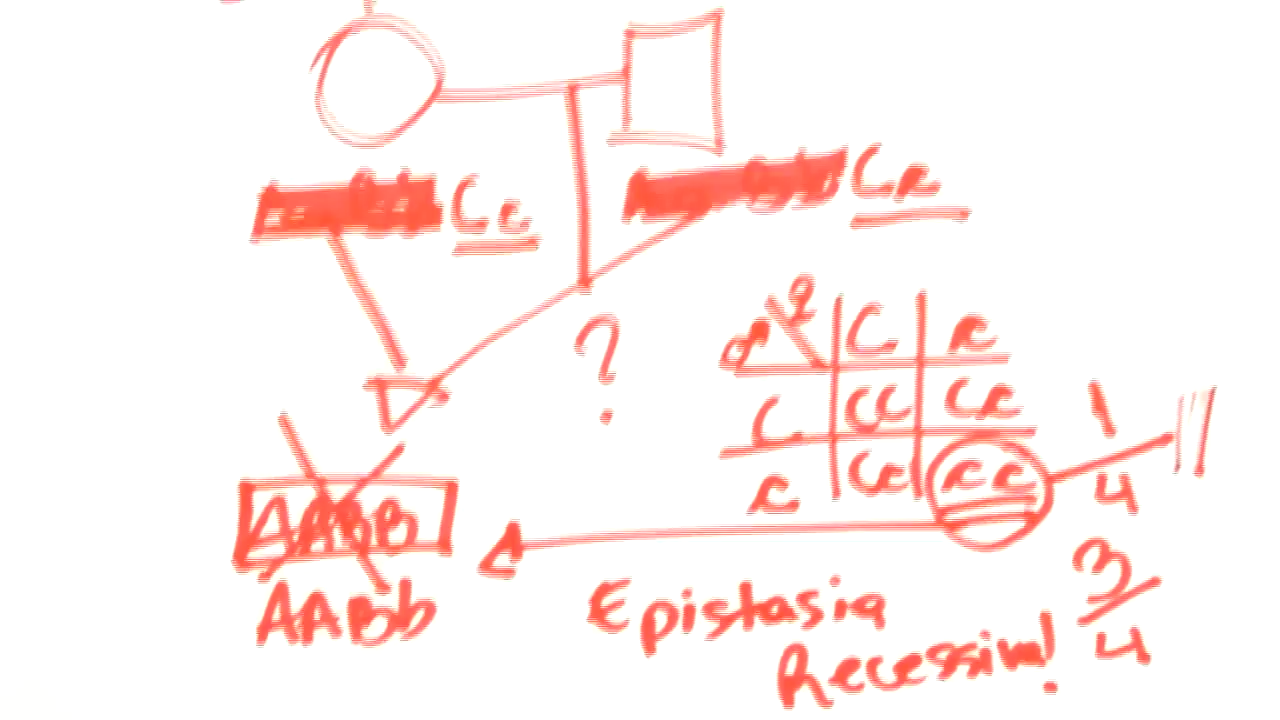 Cc
Cc
?
♂ ♀ C c
C CC Cc
c Cc cc
1/4
AABB
AABb
3/4
Epistasia
Recessiva!